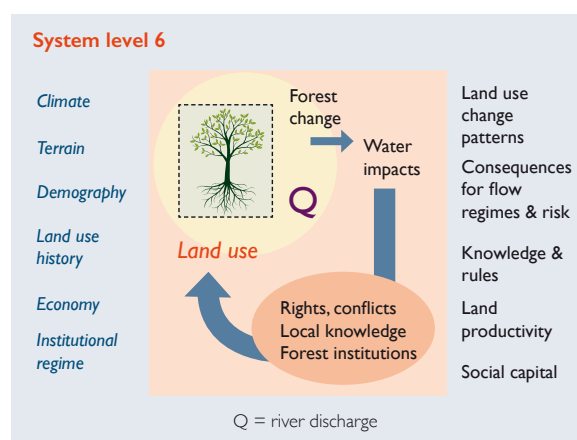 System level 6
Climate
Terrain
Demography
Land use
history
Economy
Institutional
regime
Forest
change
Water
impacts
Q
Land use
Rights, conflicts
Local knowledge
Forest institutions
Land use
change
patterns
Consequences
for flow
regimes & risk
Knowledge &
rules
Land
productivity
Social capital
Q = river discharge